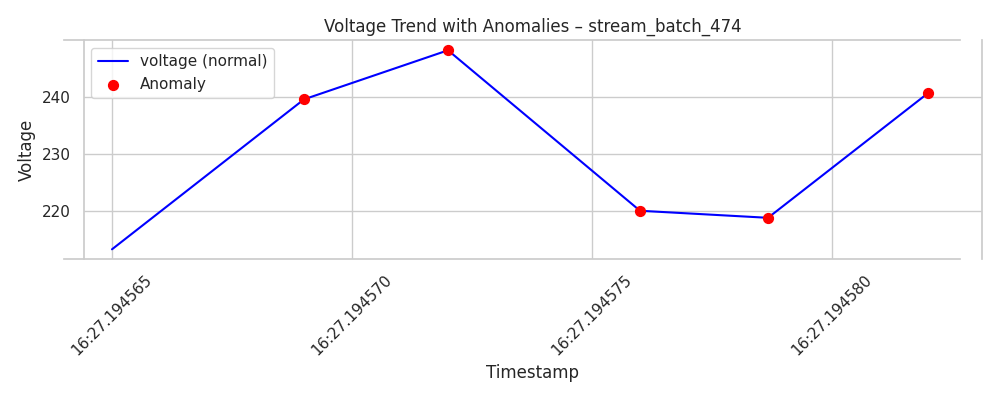 Voltage Trend with Anomalies – stream_batch_474
voltage (normal)
Anomaly
Voltage
240
230
220
16:27.194565
16:27.194570
16:27.194575
16:27.194580
Timestamp